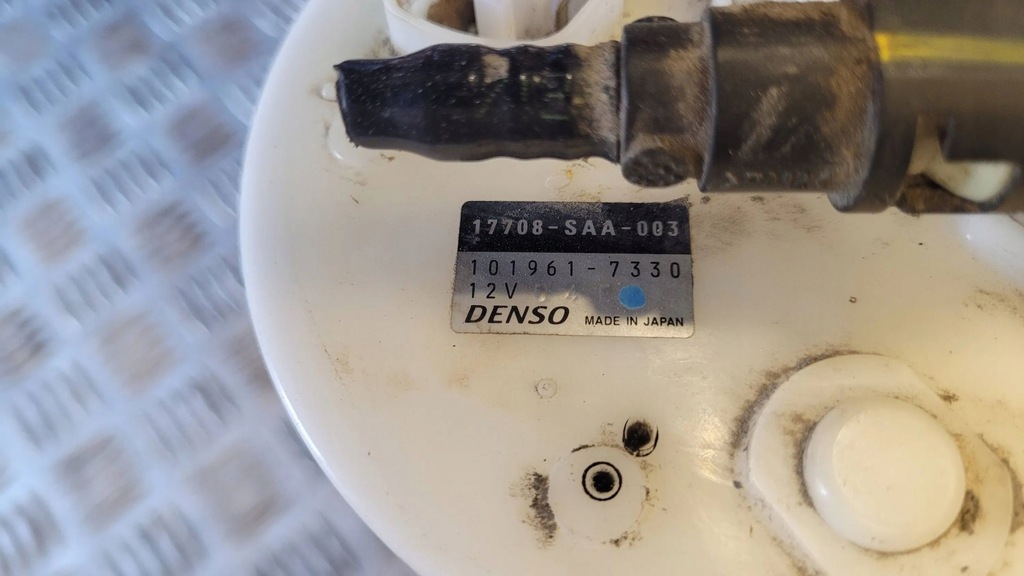 17708-SAA-003
101961-7330
12V
DENSO MADE IN JAPAN